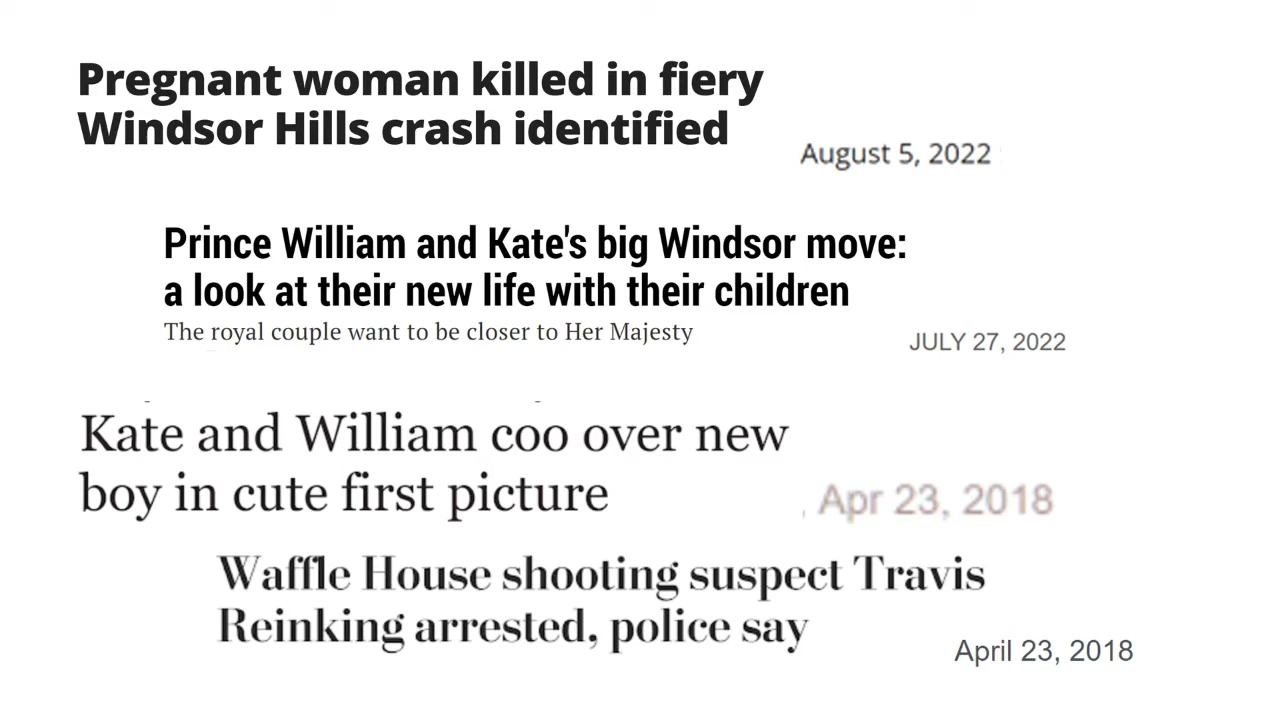 Pregnant woman killed in fiery
Windsor Hills crash identified
August 5, 2022
Prince William and Kate's big Windsor move:
a look at their new life with their children
The royal couple want to be closer to Her Majesty
JULY 27, 2022
Kate and William coo over new
boy in cute first picture
Apr 23, 2018
Waffle House shooting suspect Travis
Reinking arrested, police say
April 23, 2018